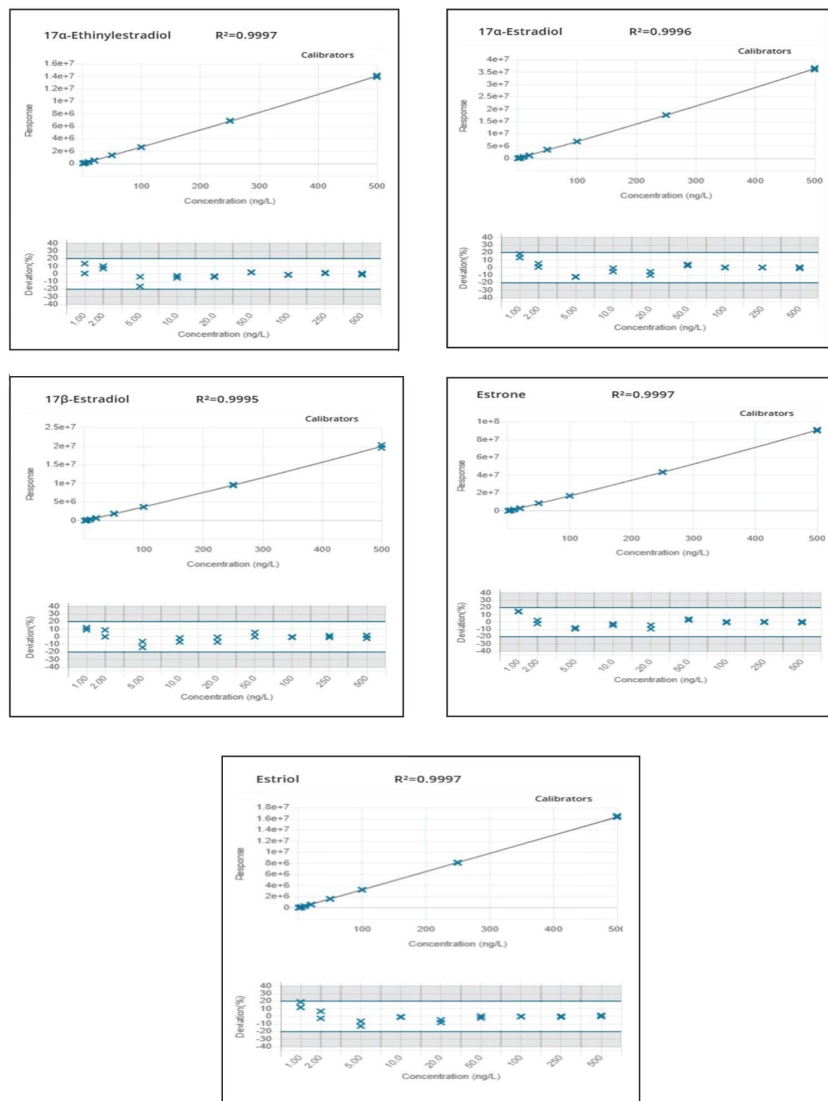 17α-Ethinylestradiol R²=0.9997
Calibrators
1.6e+7
1.4e+7
1.2e+7
1e+7
8e+6
6e+6
4e+6
2e+6
0
Response
100 200 300 400 500
Concentration (ng/L)
40
30
20
10
0
-10
-20
-30
-40
Deviation(%)
1.00 2.00 5.00 10.0 20.0 50.0 100 250 500
Concentration (ng/L)
17α-Estradiol R²=0.9996
Calibrators
4e+7
3.5e+7
3e+7
2.5e+7
2e+7
1.5e+7
1e+7
5e+6
0
Response
100 200 300 400 500
Concentration (ng/L)
40
30
20
10
0
-10
-20
-30
-40
Deviation(%)
1.00 2.00 5.00 10.0 20.0 50.0 100 250 500
Concentration (ng/L)
17β-Estradiol R²=0.9995
Calibrators
2.5e+7
2e+7
1.5e+7
1e+7
5e+6
0
Response
100 200 300 400 500
Concentration (ng/L)
40
30
20
10
0
-10
-20
-30
-40
Deviation(%)
1.00 2.00 5.00 10.0 20.0 50.0 100 250 500
Concentration (ng/L)
Estrone R²=0.9997
Calibrators
1e+8
8e+7
6e+7
4e+7
2e+7
0
Response
100 200 300 400 500
Concentration (ng/L)
40
30
20
10
0
-10
-20
-30
-40
Deviation(%)
1.00 2.00 5.00 10.0 20.0 50.0 100 250 500
Concentration (ng/L)
Estriol R²=0.9997
Calibrators
1.8e+7
1.6e+7
1.4e+7
1.2e+7
1e+7
8e+6
6e+6
4e+6
2e+6
0
Response
100 200 300 400 500
Concentration (ng/L)
40
30
20
10
0
-10
-20
-30
-40
Deviation(%)
1.00 2.00 5.00 10.0 20.0 50.0 100 250 500
Concentration (ng/L)